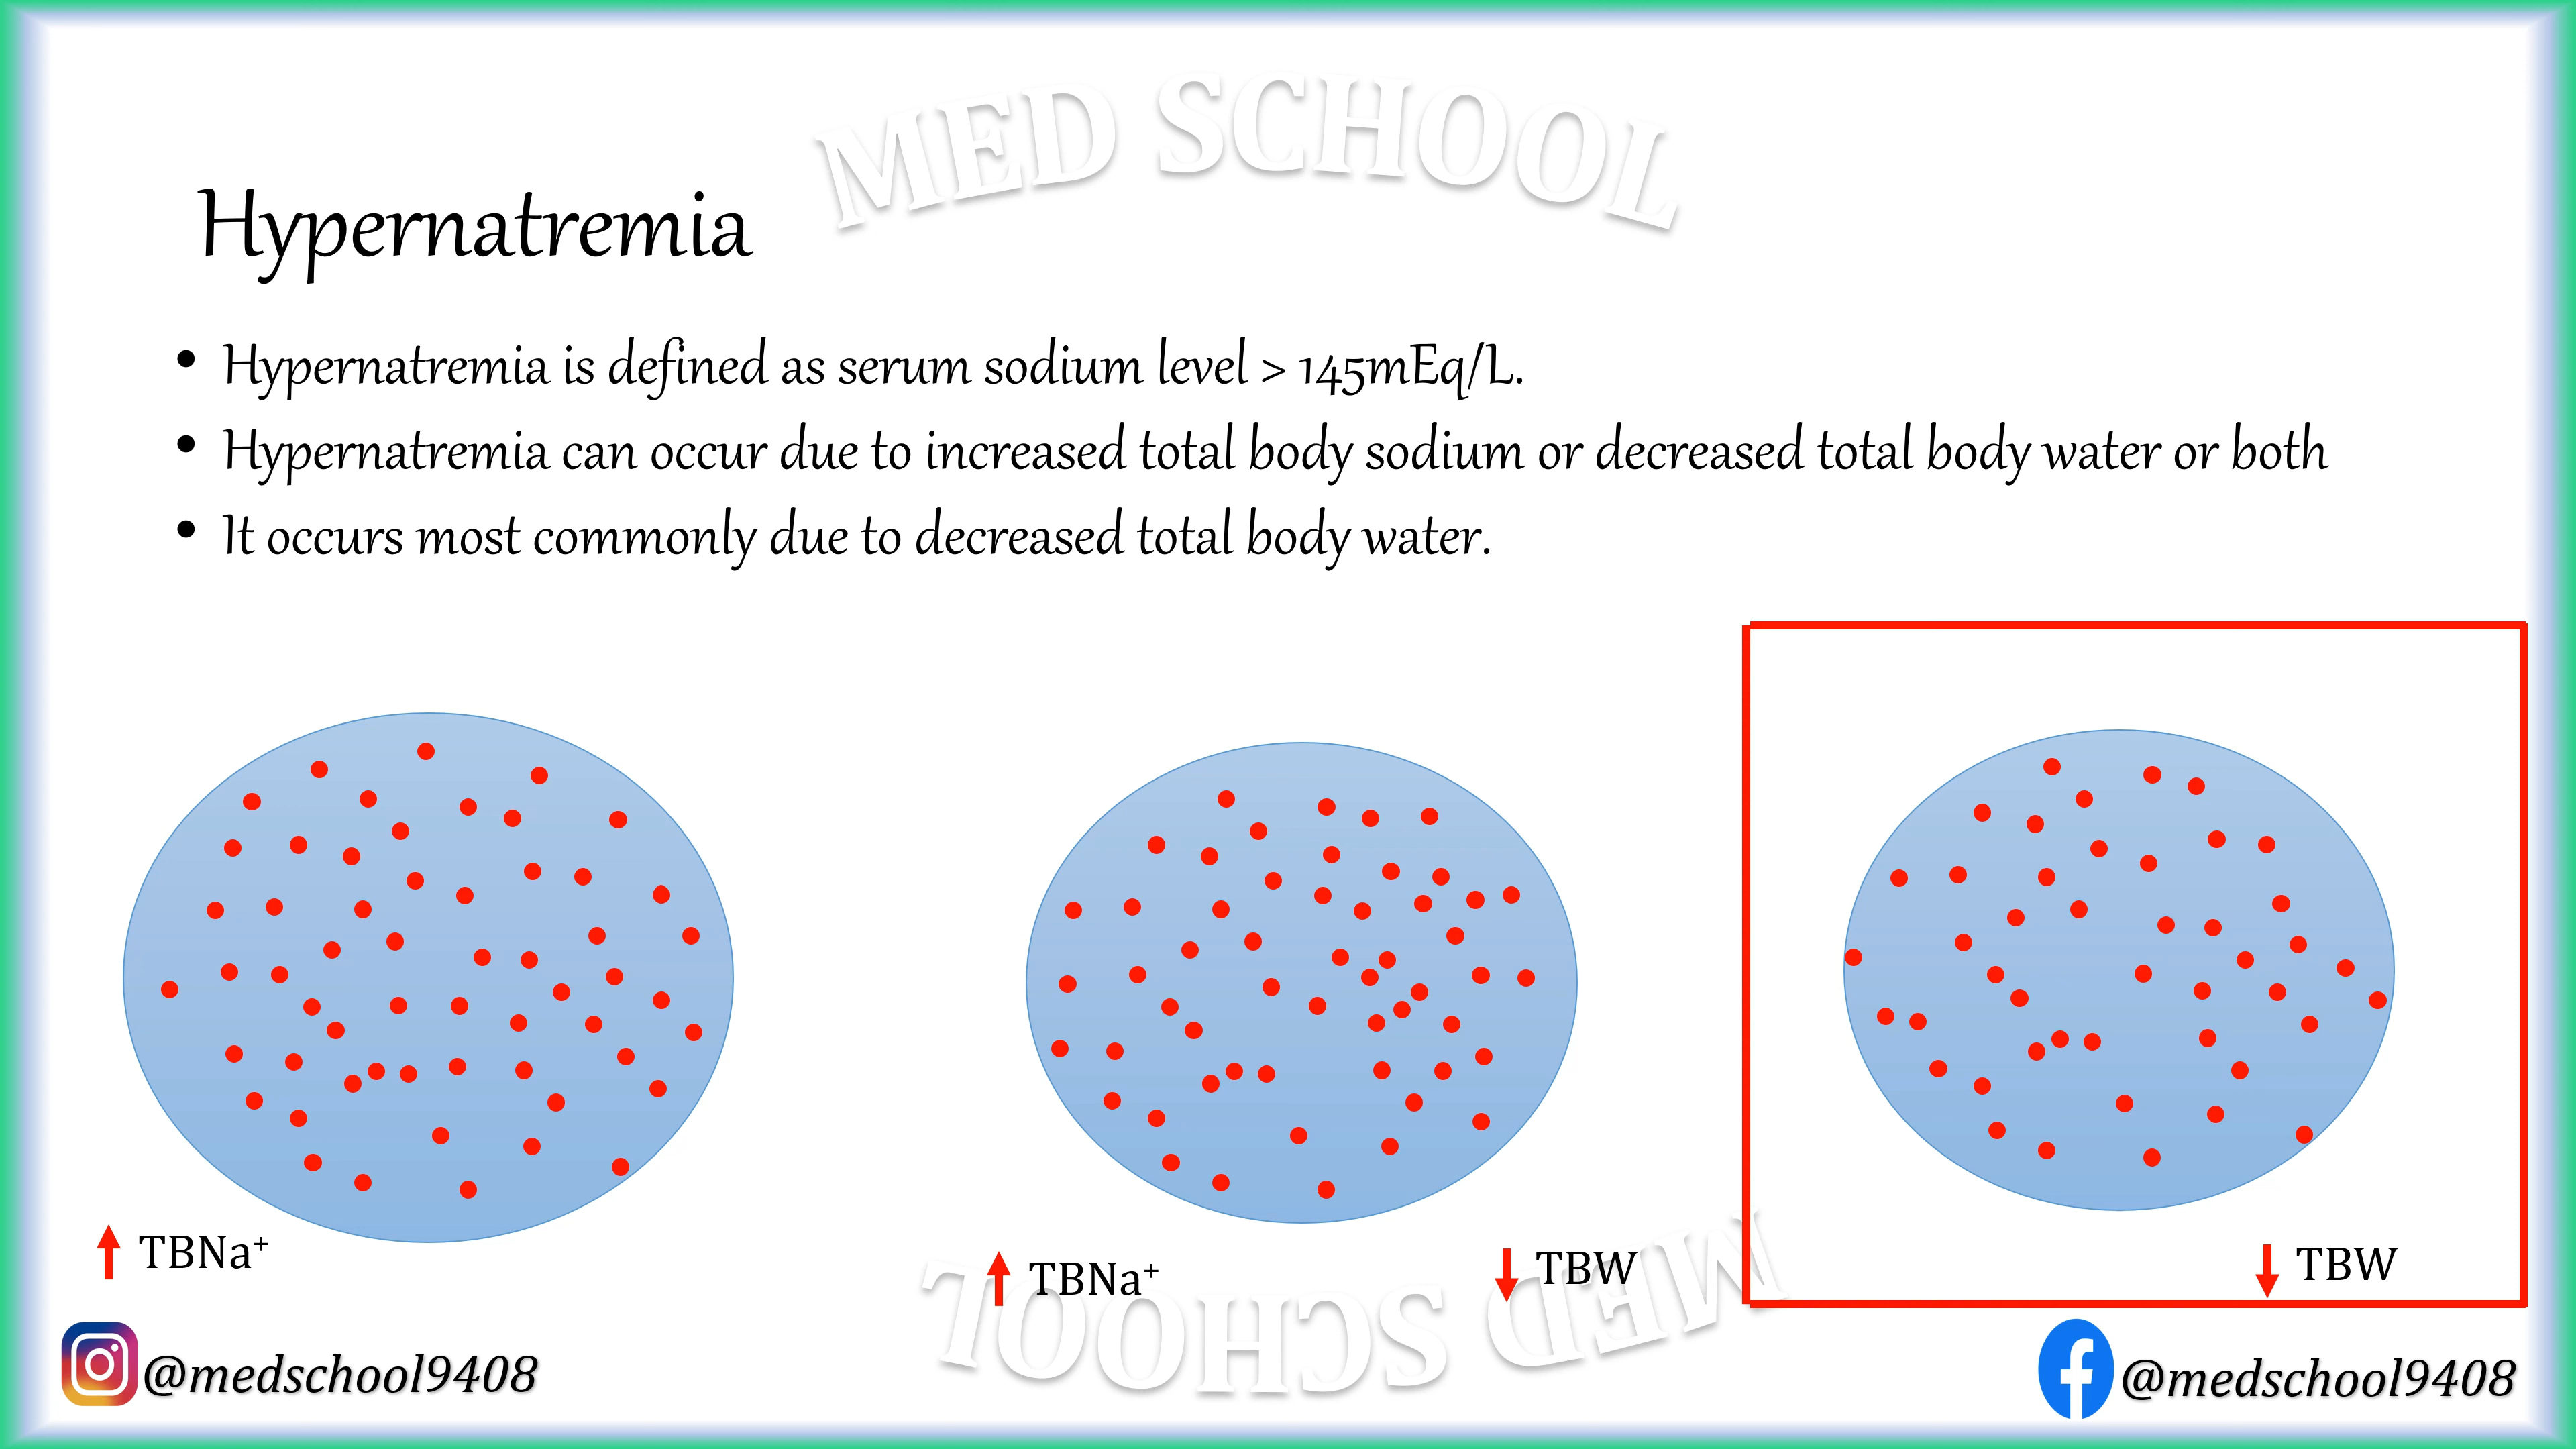 MED SCHOOL
Hypernatremia
• Hypernatremia is defined as serum sodium level > 145mEq/L.
• Hypernatremia can occur due to increased total body sodium or decreased total body water or both
• It occurs most commonly due to decreased total body water.
TBNa⁺
TBNa⁺
TBW
TBW
MED SCHOOL
@medschool9408
@medschool9408